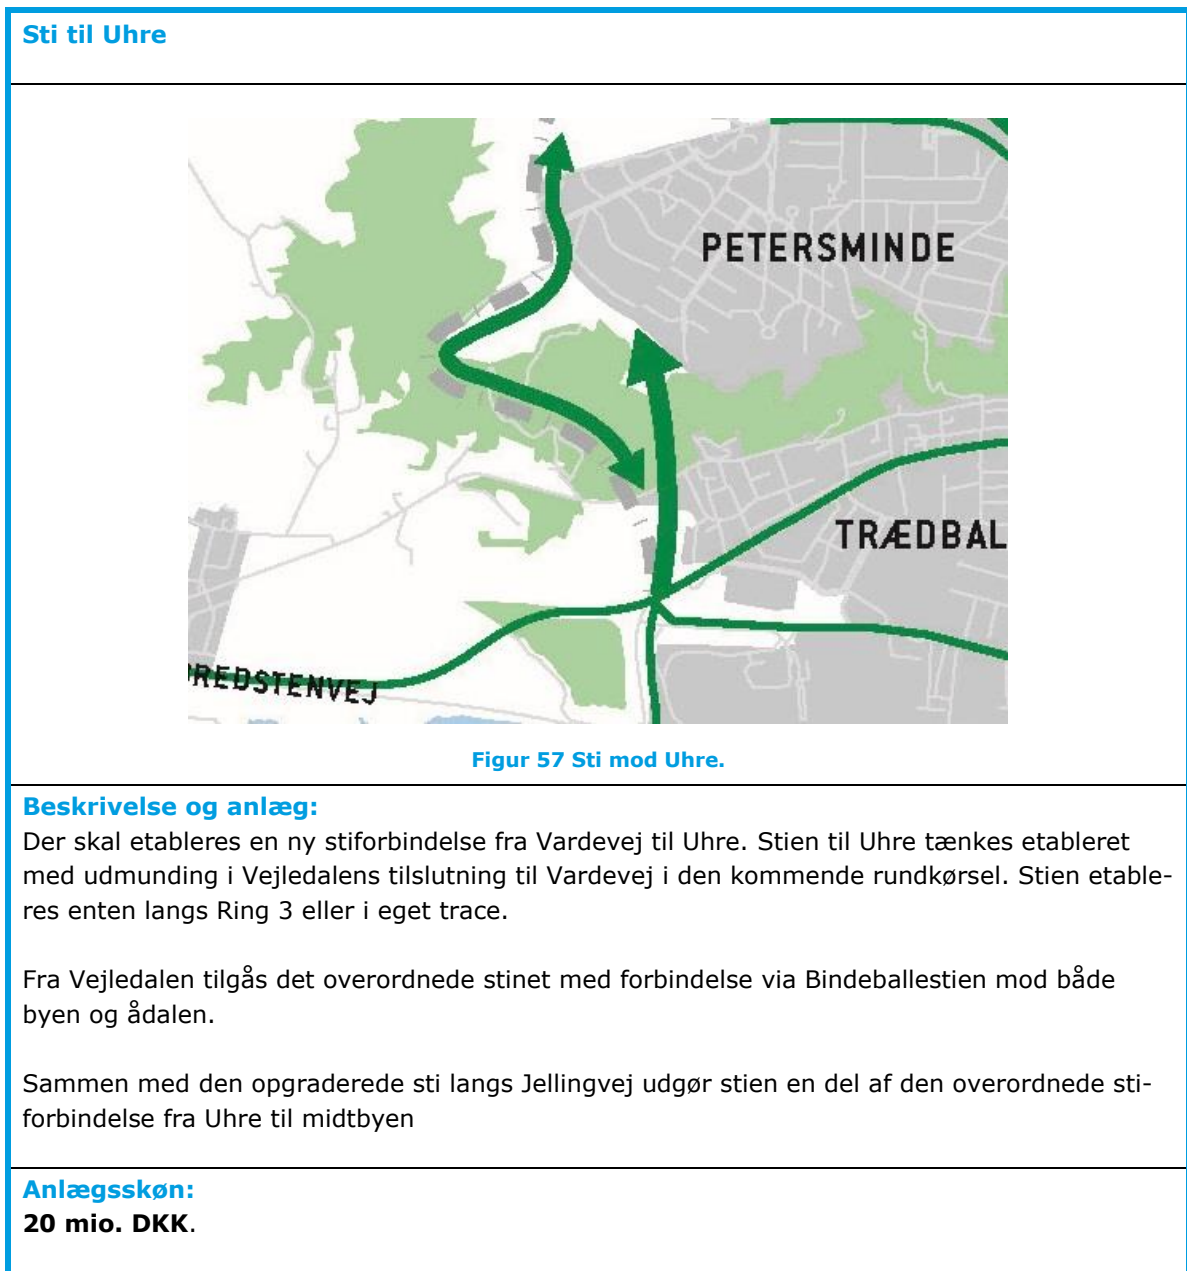 Sti til Uhre
PETERSMINDE
TRÆDBAL
REDSTENVEJ
Figur 57 Sti mod Uhre.
Beskrivelse og anlæg:
Der skal etableres en ny stiforbindelse fra Vardevej til Uhre. Stien til Uhre tænkes etableret
med udmunding i Vejledalens tilslutning til Vardevej i den kommende rundkørsel. Stien etable-
res enten langs Ring 3 eller i eget trace.
Fra Vejledalen tilgås det overordnede stinet med forbindelse via Bindeballestien mod både
byen og ådalen.
Sammen med den opgraderede sti langs Jellingvej udgør stien en del af den overordnede sti-
forbindelse fra Uhre til midtbyen
Anlægsskøn:
20 mio. DKK.